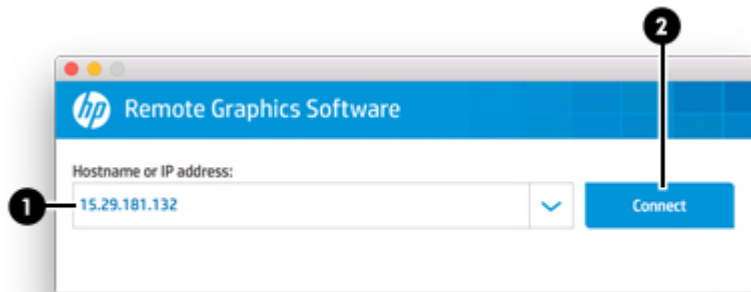 2
hp Remote Graphics Software
Hostname or IP address:
1 15.29.181.132 Connect